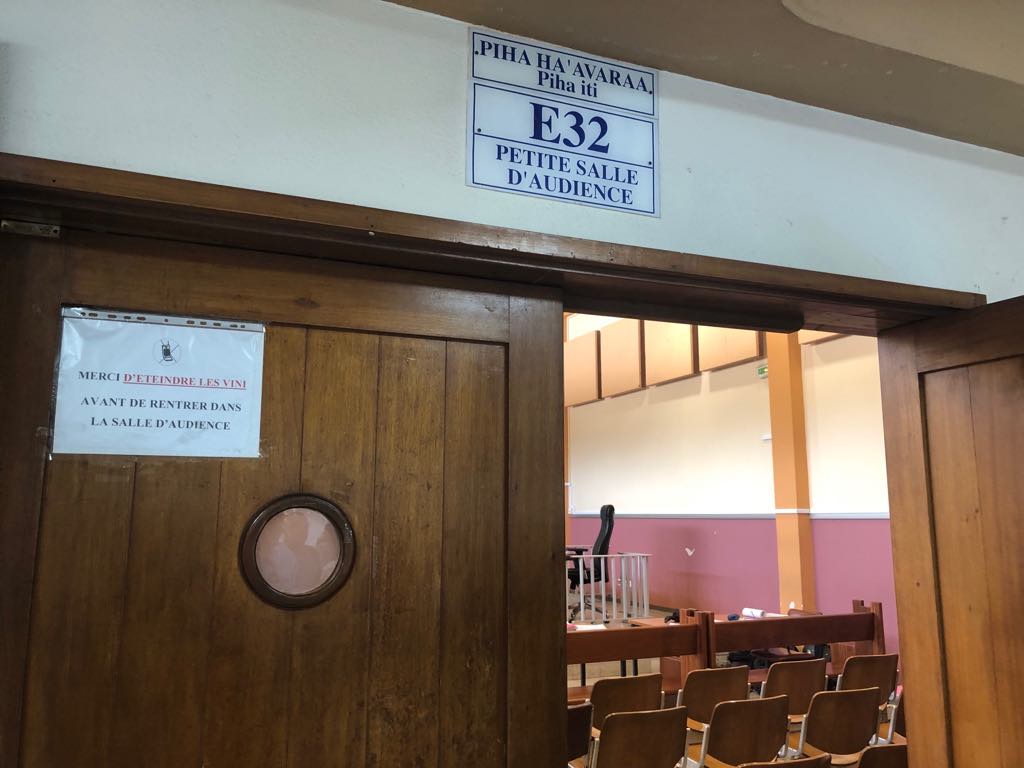 PIHA HA'AVARAA
Piha iti
E32
PETITE SALLE
D'AUDIENCE
MERCI D'ETEINDRE LES VINI
AVANT DE RENTRER DANS
LA SALLE D'AUDIENCE